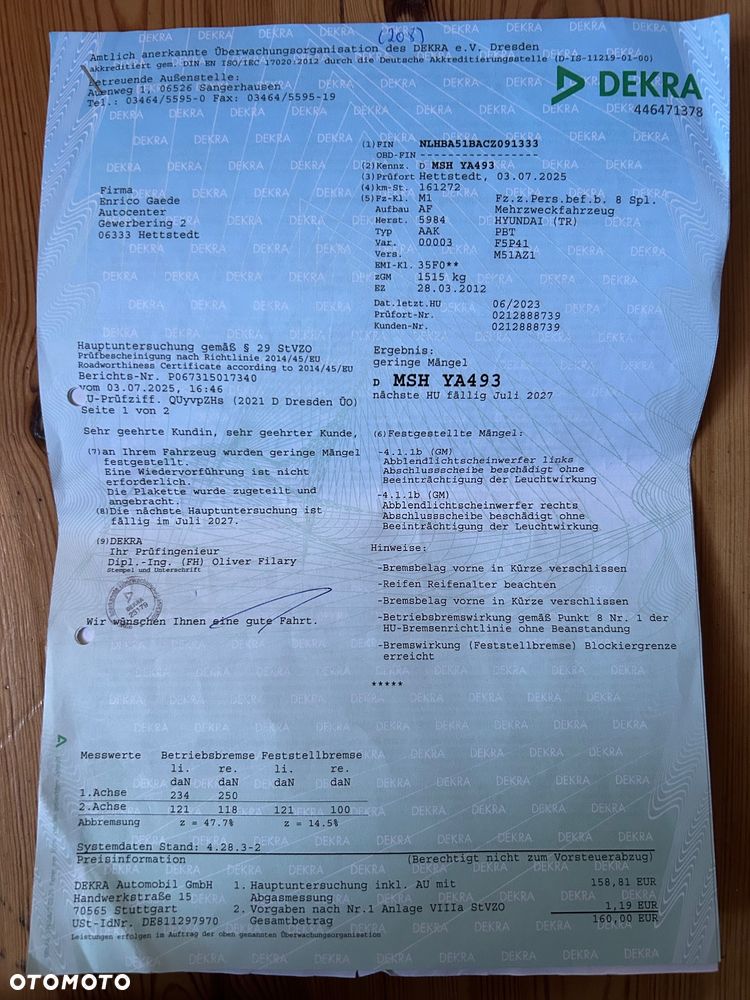 (208)
Amtlich anerkannte Überwachungsorganisation des DEKRA e.V. Dresden
akkreditiert gem. DIN EN ISO/IEC 17020:2012 durch die Deutsche Akkreditierungsstelle (D-IS-11219-01-00)
Betreuende Außenstelle:
Auenweg 1, 06526 Sangerhausen
Tel.: 03464/5595-0 Fax: 03464/5595-19
DEKRA
446471378
(1) FIN NLHBA51BACZ091333
OBD-FIN ------------------
(2) Kennz. D MSH YA493
(3) Prüfort Hettstedt, 03.07.2025
(4) km-St. 161272
(5) Fz-Kl. M1 Fz.z.Pers.bef.b. 8 Spl.
Aufbau AF Mehrzweckfahrzeug
Herst. 5984 HYUNDAI (TR)
Typ AAK PBT
Var. 00003 F5P41
Vers. M51AZ1
EMI-Kl. 35F0**
zGM 1515 kg
EZ 28.03.2012
Dat.letzt.HU 06/2023
Prüfort-Nr. 0212888739
Kunden-Nr. 0212888739
Firma
Enrico Gaede
Autocenter
Gewerbering 2
06333 Hettstedt
Hauptuntersuchung gemäß § 29 StVZO
Prüfbescheinigung nach Richtlinie 2014/45/EU
Roadworthiness Certificate according to 2014/45/EU
Berichts-Nr. P067315017340
vom 03.07.2025, 16:46
U-Prüfziff. QUyvpZHs (2021 D Dresden ÜO)
Seite 1 von 2
Ergebnis:
geringe Mängel
D MSH YA493
nächste HU fällig Juli 2027
Sehr geehrte Kundin, sehr geehrter Kunde,
(7) an Ihrem Fahrzeug wurden geringe Mängel
festgestellt.
Eine Wiedervorführung ist nicht
erforderlich.
Die Plakette wurde zugeteilt und
angebracht.
(8) Die nächste Hauptuntersuchung ist
fällig im Juli 2027.
(9) DEKRA
Ihr Prüfingenieur
Dipl.-Ing. (FH) Oliver Filary
Stempel und Unterschrift
DEKRA
25179
Wir wünschen Ihnen eine gute Fahrt.
(6) Festgestellte Mängel:
-4.1.1b (GM)
Abblendlichtscheinwerfer links
Abschlussscheibe beschädigt ohne
Beeinträchtigung der Leuchtwirkung
-4.1.1b (GM)
Abblendlichtscheinwerfer rechts
Abschlussscheibe beschädigt ohne
Beeinträchtigung der Leuchtwirkung
Hinweise:
-Bremsbelag vorne in Kürze verschlissen
-Reifen Reifenalter beachten
-Bremsbelag vorne in Kürze verschlissen
-Betriebsbremswirkung gemäß Punkt 8 Nr. 1 der
HU-Bremsenrichtlinie ohne Beanstandung
-Bremswirkung (Feststellbremse) Blockiergrenze
erreicht
*****
Messwerte Betriebsbremse Feststellbremse
li. re. li. re.
daN daN daN daN
1.Achse 234 250
2.Achse 121 118 121 100
Abbremsung z = 47.7% z = 14.5%
Systemdaten Stand: 4.28.3-2
Preisinformation (Berechtigt nicht zum Vorsteuerabzug)
DEKRA Automobil GmbH
Handwerkstraße 15
70565 Stuttgart
USt-IdNr. DE811297970
1. Hauptuntersuchung inkl. AU mit 158,81 EUR
Abgasmessung
2. Vorgaben nach Nr.1 Anlage VIIIa StVZO 1,19 EUR
Gesamtbetrag 160,00 EUR
Leistungen erfolgen im Auftrag der oben genannten Überwachungsorganisation
OTOMOTO